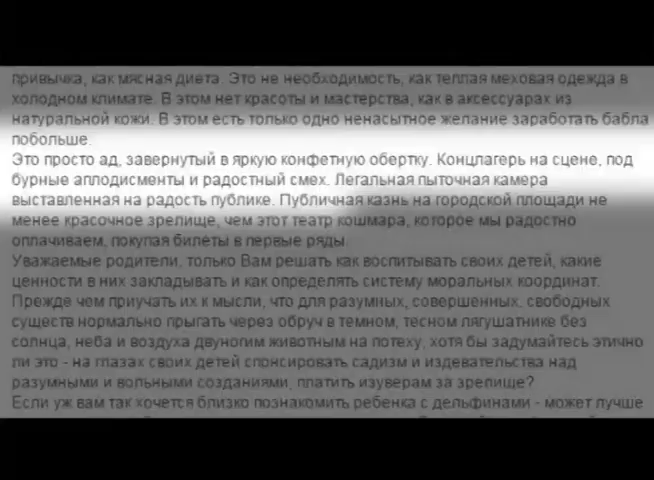 привычка, как мясная диета. Это не необходимость, как теплая меховая одежда в
холодном климате. В этом нет красоты и мастерства, как в аксессуарах из
натуральной кожи. В этом есть только одно ненасытное желание заработать бабла
побольше.
Это просто ад, завернутый в яркую конфетную обертку. Концлагерь на сцене, под
бурные аплодисменты и радостный смех. Легальная пыточная камера
выставленная на радость публике. Публичная казнь на городской площади не
менее красочное зрелище, чем этот театр кошмара, которое мы радостно
оплачиваем, покупая билеты в первые ряды.
Уважаемые родители, только Вам решать как воспитывать своих детей, какие
ценности в них закладывать и как определять систему моральных координат.
Прежде чем приучать их к мысли, что для разумных, совершенных, свободных
существ нормально прыгать через обруч в темном, тесном лягушатнике без
солнца, неба и воздуха двуногим животным на потеху, хотя бы задумайтесь этично
ли это - на глазах своих детей спонсировать садизм и издевательства над
разумными и вольными созданиями, платить изуверам за зрелище?
Если уж вам так хочется близко познакомить ребенка с дельфинами - может лучше